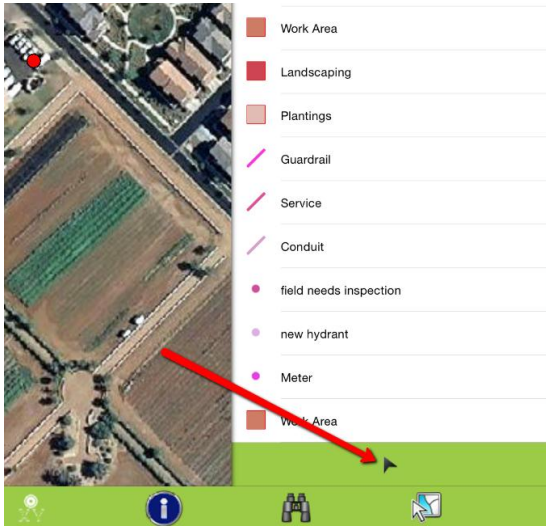 Work Area
Landscaping
Plantings
Guardrail
Service
Conduit
field needs inspection
new hydrant
Meter
Work Area